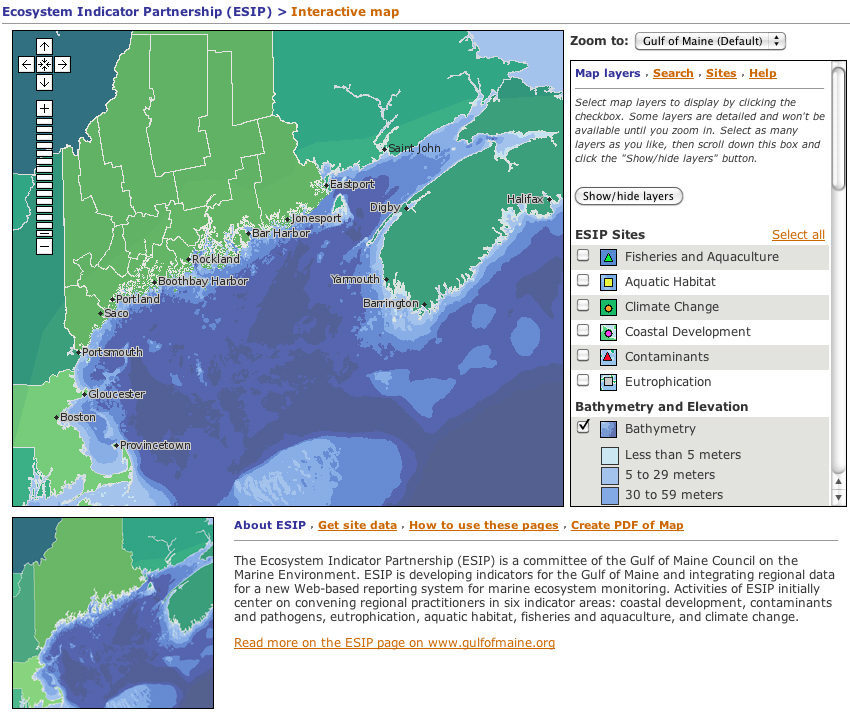 Ecosystem Indicator Partnership (ESIP) > Interactive map
Zoom to: Gulf of Maine (Default)
Map layers , Search , Sites , Help
Select map layers to display by clicking the
checkbox. Some layers are detailed and won't be
available until you zoom in. Select as many
layers as you like, then scroll down this box and
click the "Show/hide layers" button.
Show/hide layers
ESIP Sites Select all
Fisheries and Aquaculture
Aquatic Habitat
Climate Change
Coastal Development
Contaminants
Eutrophication
Bathymetry and Elevation
Bathymetry
Less than 5 meters
5 to 29 meters
30 to 59 meters
Saint John
Eastport
Halifax
Digby
Jonesport
Bar Harbor
Rockland
Yarmouth
Boothbay Harbor
Portland
Barrington
Saco
Portsmouth
Gloucester
Boston
Provincetown
About ESIP , Get site data , How to use these pages , Create PDF of Map
The Ecosystem Indicator Partnership (ESIP) is a committee of the Gulf of Maine Council on the
Marine Environment. ESIP is developing indicators for the Gulf of Maine and integrating regional data
for a new Web-based reporting system for marine ecosystem monitoring. Activities of ESIP initially
center on convening regional practitioners in six indicator areas: coastal development, contaminants
and pathogens, eutrophication, aquatic habitat, fisheries and aquaculture, and climate change.
Read more on the ESIP page on www.gulfofmaine.org